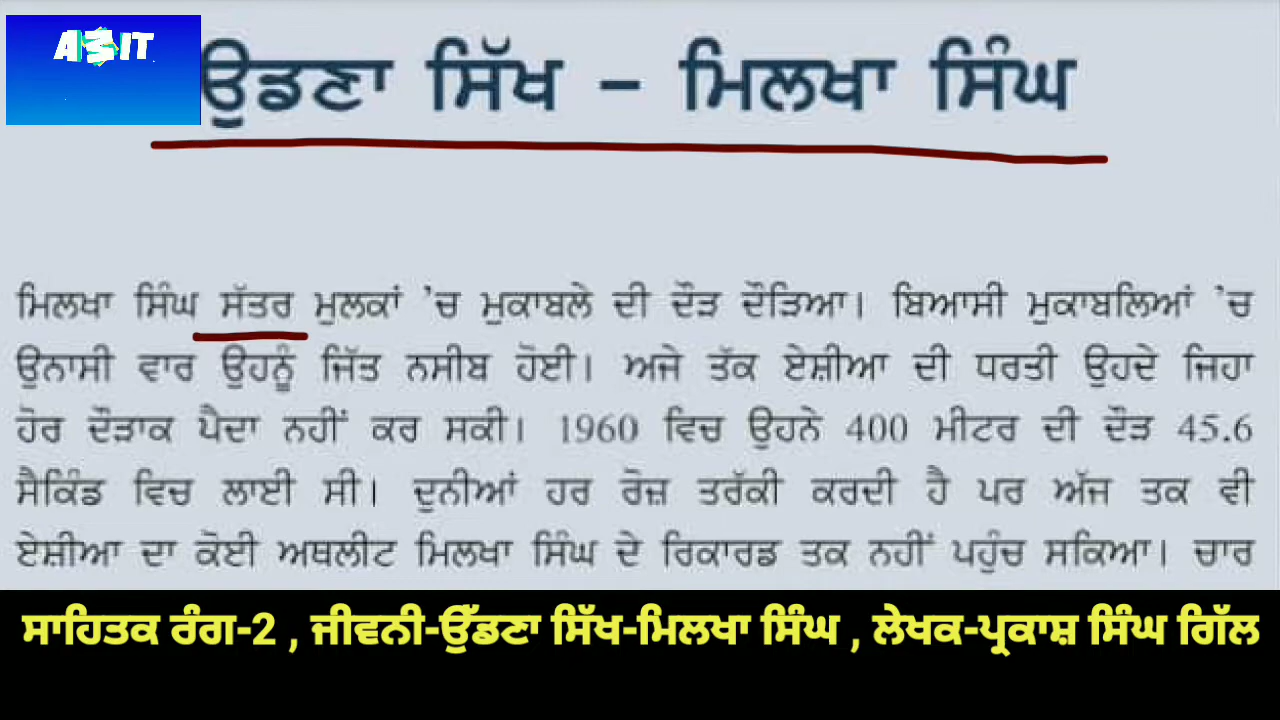 ASIT
ਉਡਣਾ ਸਿੱਖ – ਮਿਲਖਾ ਸਿੰਘ
ਮਿਲਖਾ ਸਿੰਘ ਸੱਤਰ ਮੁਲਕਾਂ 'ਚ ਮੁਕਾਬਲੇ ਦੀ ਦੌੜ ਦੌੜਿਆ। ਬਿਆਸੀ ਮੁਕਾਬਲਿਆਂ 'ਚ
ਉਨਾਸੀ ਵਾਰ ਉਹਨੂੰ ਜਿੱਤ ਨਸੀਬ ਹੋਈ। ਅਜੇ ਤੱਕ ਏਸ਼ੀਆ ਦੀ ਧਰਤੀ ਉਹਦੇ ਜਿਹਾ
ਹੋਰ ਦੌੜਾਕ ਪੈਦਾ ਨਹੀਂ ਕਰ ਸਕੀ। 1960 ਵਿਚ ਉਹਨੇ 400 ਮੀਟਰ ਦੀ ਦੌੜ 45.6
ਸੈਕਿੰਡ ਵਿਚ ਲਾਈ ਸੀ। ਦੁਨੀਆਂ ਹਰ ਰੋਜ਼ ਤਰੱਕੀ ਕਰਦੀ ਹੈ ਪਰ ਅੱਜ ਤਕ ਵੀ
ਏਸ਼ੀਆ ਦਾ ਕੋਈ ਅਥਲੀਟ ਮਿਲਖਾ ਸਿੰਘ ਦੇ ਰਿਕਾਰਡ ਤਕ ਨਹੀਂ ਪਹੁੰਚ ਸਕਿਆ। ਚਾਰ
ਸਾਹਿਤਕ ਰੰਗ-2 , ਜੀਵਨੀ-ਉੱਡਣਾ ਸਿੱਖ-ਮਿਲਖਾ ਸਿੰਘ , ਲੇਖਕ-ਪ੍ਰਕਾਸ਼ ਸਿੰਘ ਗਿੱਲ